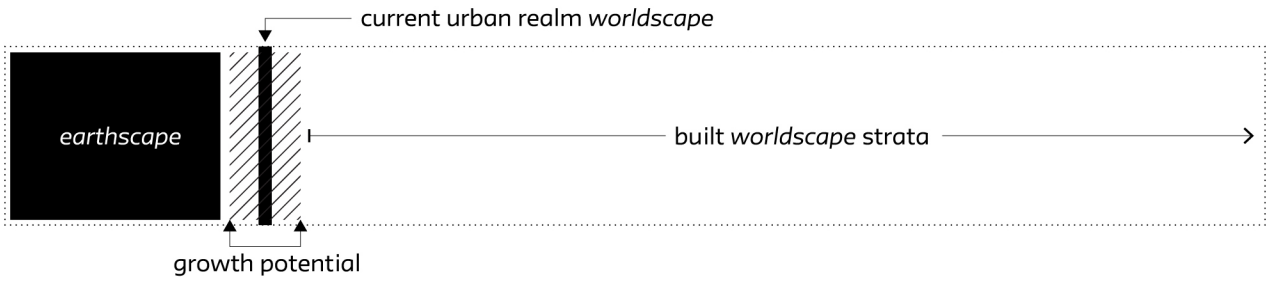 current urban realm worldscape
earthscape
built worldscape strata
growth potential